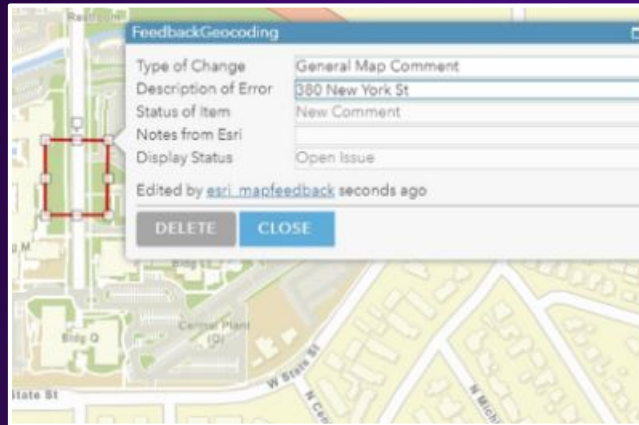 Restroom
FeedbackGeocoding
Type of Change General Map Comment
Description of Error 380 New York St
Status of Item New Comment
Notes from Esri
Display Status Open Issue
Edited by esri_mapfeedback seconds ago
DELETE CLOSE
g M
Bldg Q
Central Plant
(O)
W State St
State St
N Cen
N Mich